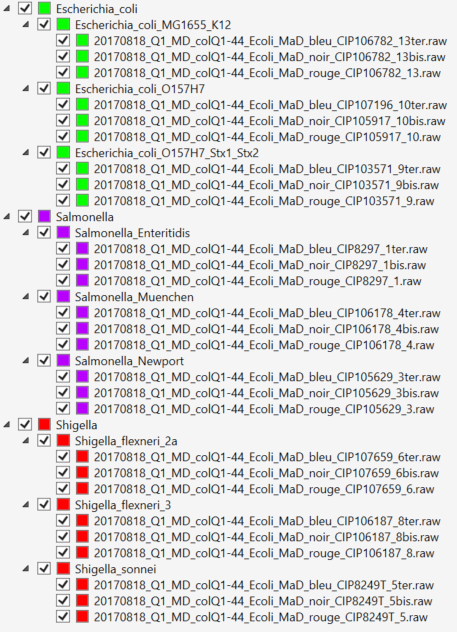 Escherichia_coli
Escherichia_coli_MG1655_K12
20170818_Q1_MD_colQ1-44_Ecoli_MaD_bleu_CIP106782_13ter.raw
20170818_Q1_MD_colQ1-44_Ecoli_MaD_noir_CIP106782_13bis.raw
20170818_Q1_MD_colQ1-44_Ecoli_MaD_rouge_CIP106782_13.raw
Escherichia_coli_O157H7
20170818_Q1_MD_colQ1-44_Ecoli_MaD_bleu_CIP107196_10ter.raw
20170818_Q1_MD_colQ1-44_Ecoli_MaD_noir_CIP105917_10bis.raw
20170818_Q1_MD_colQ1-44_Ecoli_MaD_rouge_CIP105917_10.raw
Escherichia_coli_O157H7_Stx1_Stx2
20170818_Q1_MD_colQ1-44_Ecoli_MaD_bleu_CIP103571_9ter.raw
20170818_Q1_MD_colQ1-44_Ecoli_MaD_noir_CIP103571_9bis.raw
20170818_Q1_MD_colQ1-44_Ecoli_MaD_rouge_CIP103571_9.raw
Salmonella
Salmonella_Enteritidis
20170818_Q1_MD_colQ1-44_Ecoli_MaD_bleu_CIP8297_1ter.raw
20170818_Q1_MD_colQ1-44_Ecoli_MaD_noir_CIP8297_1bis.raw
20170818_Q1_MD_colQ1-44_Ecoli_MaD_rouge_CIP8297_1.raw
Salmonella_Muenchen
20170818_Q1_MD_colQ1-44_Ecoli_MaD_bleu_CIP106178_4ter.raw
20170818_Q1_MD_colQ1-44_Ecoli_MaD_noir_CIP106178_4bis.raw
20170818_Q1_MD_colQ1-44_Ecoli_MaD_rouge_CIP106178_4.raw
Salmonella_Newport
20170818_Q1_MD_colQ1-44_Ecoli_MaD_bleu_CIP105629_3ter.raw
20170818_Q1_MD_colQ1-44_Ecoli_MaD_noir_CIP105629_3bis.raw
20170818_Q1_MD_colQ1-44_Ecoli_MaD_rouge_CIP105629_3.raw
Shigella
Shigella_flexneri_2a
20170818_Q1_MD_colQ1-44_Ecoli_MaD_bleu_CIP107659_6ter.raw
20170818_Q1_MD_colQ1-44_Ecoli_MaD_noir_CIP107659_6bis.raw
20170818_Q1_MD_colQ1-44_Ecoli_MaD_rouge_CIP107659_6.raw
Shigella_flexneri_3
20170818_Q1_MD_colQ1-44_Ecoli_MaD_bleu_CIP106187_8ter.raw
20170818_Q1_MD_colQ1-44_Ecoli_MaD_noir_CIP106187_8bis.raw
20170818_Q1_MD_colQ1-44_Ecoli_MaD_rouge_CIP106187_8.raw
Shigella_sonnei
20170818_Q1_MD_colQ1-44_Ecoli_MaD_bleu_CIP8249T_5ter.raw
20170818_Q1_MD_colQ1-44_Ecoli_MaD_noir_CIP8249T_5bis.raw
20170818_Q1_MD_colQ1-44_Ecoli_MaD_rouge_CIP8249T_5.raw